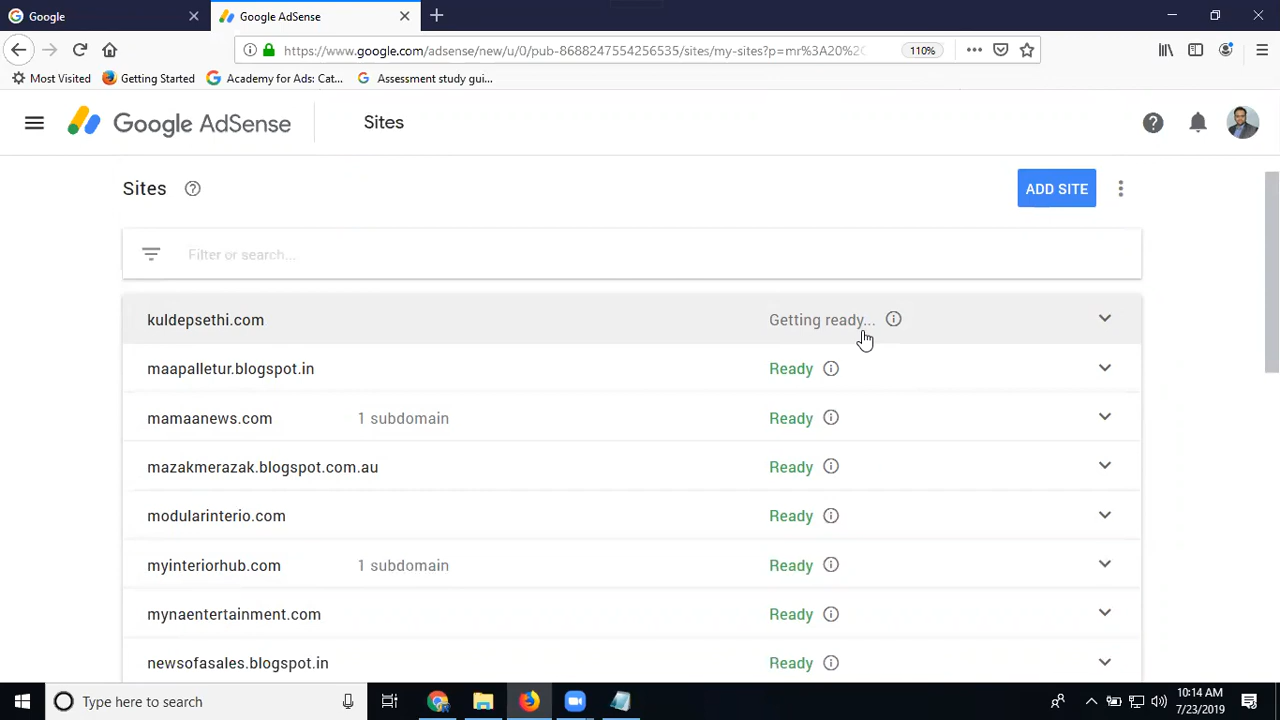 Google
Google AdSense
https://www.google.com/adsense/new/u/0/pub-8688247554256535/sites/my-sites?p=mr%3A20%2C
110%
Most Visited
Getting Started
Academy for Ads: Cat...
Assessment study gui...
Google AdSense
Sites
Sites
ADD SITE
Filter or search...
kuldepsethi.com Getting ready...
maapalletur.blogspot.in Ready
mamaanews.com 1 subdomain Ready
mazakmerazak.blogspot.com.au Ready
modularinterio.com Ready
myinteriorhub.com 1 subdomain Ready
mynaentertainment.com Ready
newsofasales.blogspot.in Ready
Type here to search
10:14 AM
7/23/2019